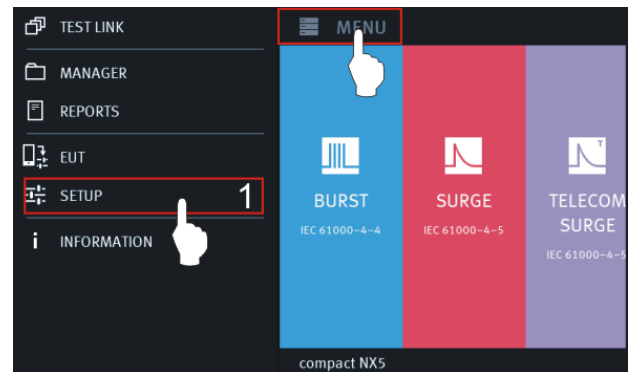 TEST LINK
MENU
MANAGER
REPORTS
EUT
SETUP
1
INFORMATION
BURST
IEC 61000-4-4
SURGE
IEC 61000-4-5
T
TELECOM
SURGE
IEC 61000-4-5
compact NX5